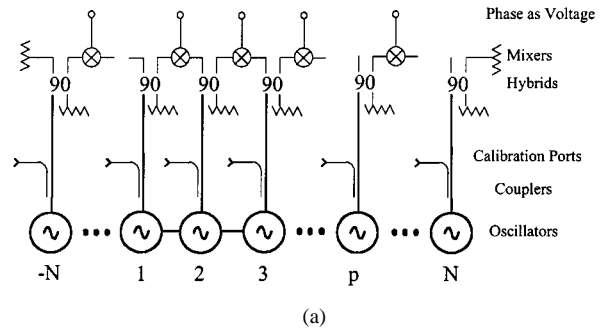 Phase as Voltage
Mixers
90 90 90 90 90 90
Hybrids
Calibration Ports
Couplers
Oscillators
-N 1 2 3 p N
(a)